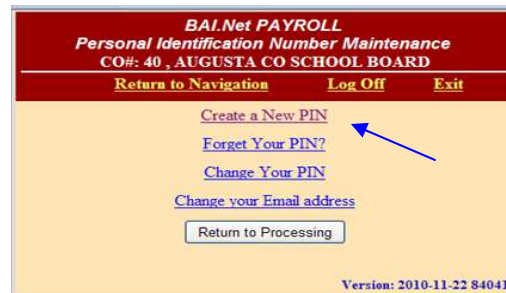 BAI.Net PAYROLL
Personal Identification Number Maintenance
CO#: 40 , AUGUSTA CO SCHOOL BOARD
Return to Navigation Log Off Exit
Create a New PIN
Forget Your PIN?
Change Your PIN
Change your Email address
Return to Processing
Version: 2010-11-22 84041